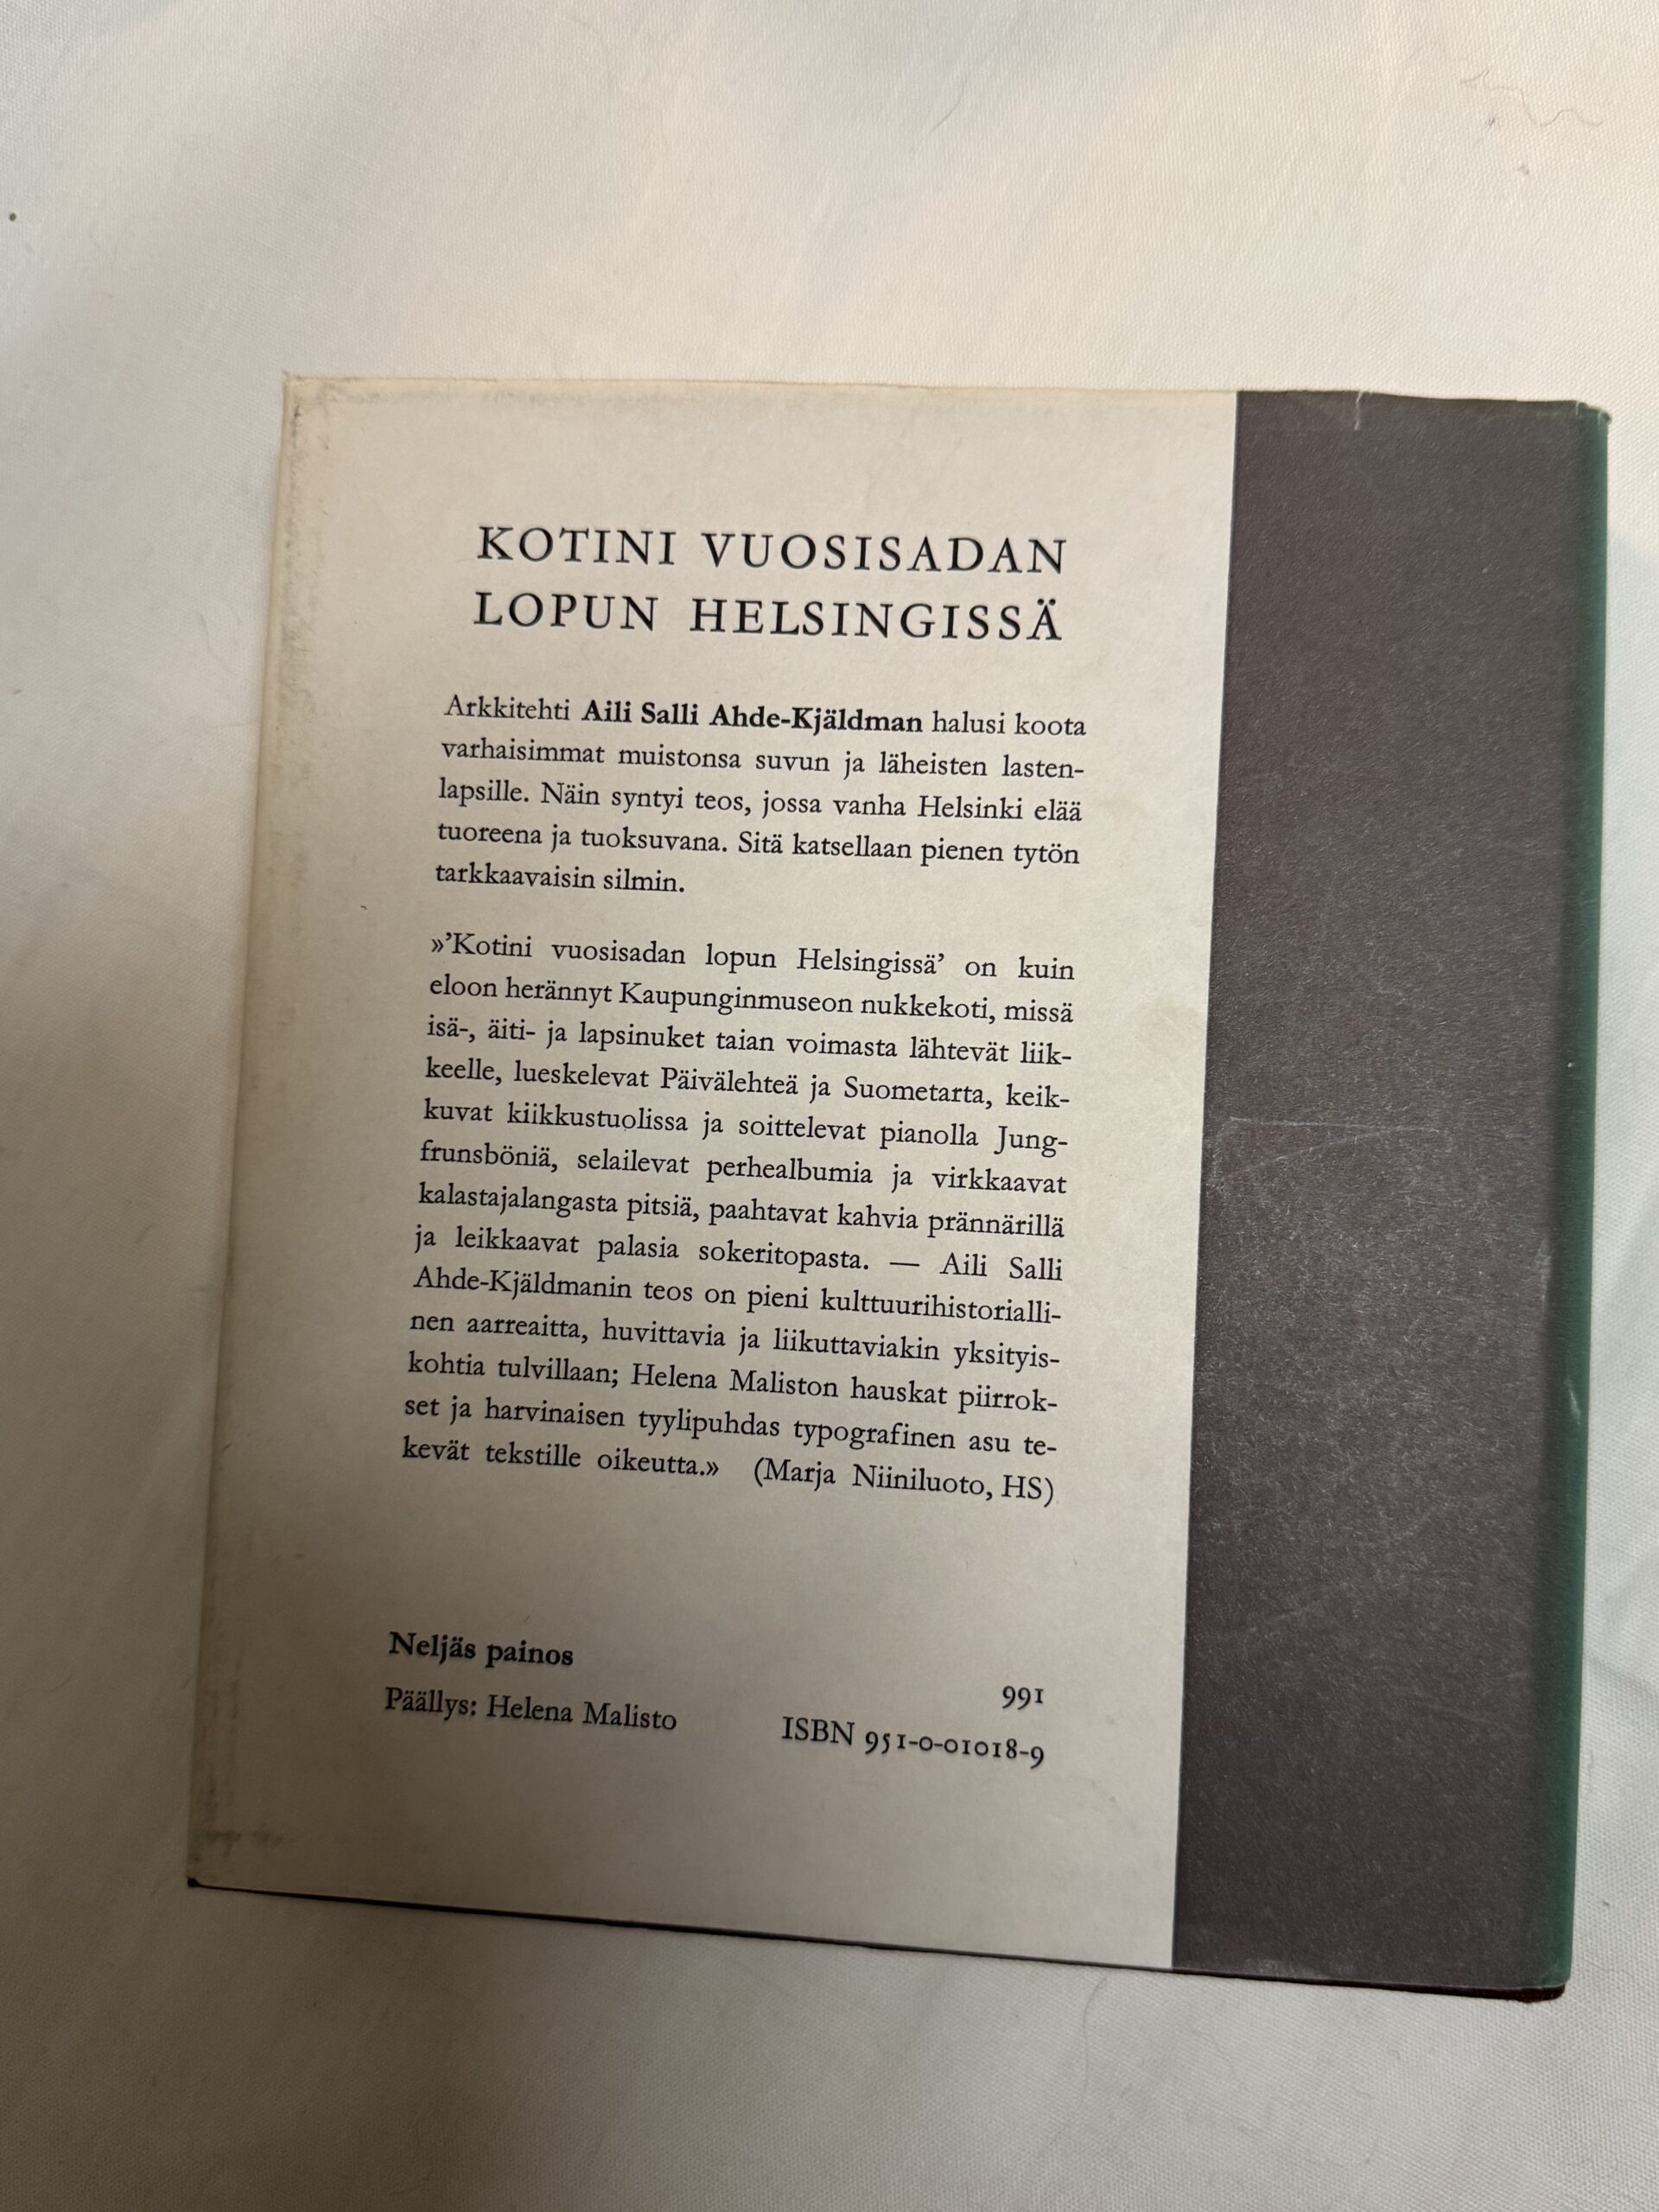 KOTINI VUOSISADAN
LOPUN HELSINGISSÄ
Arkkitehti Aili Salli Ahde-Kjäldman halusi koota
varhaisimmat muistonsa suvun ja läheisten lasten-
lapsille. Näin syntyi teos, jossa vanha Helsinki elää
tuoreena ja tuoksuvana. Sitä katsellaan pienen tytön
tarkkaavaisin silmin.
»’Kotini vuosisadan lopun Helsingissä’ on kuin
eloon herännyt Kaupunginmuseon nukkekoti, missä
isä-, äiti- ja lapsinuket taian voimasta lähtevät liik-
keelle, lueskelevat Päivälehteä ja Suometarta, keik-
kuvat kiikkustuolissa ja soittelevat pianolla Jung-
frunsböniä, selailevat perhealbumia ja virkkaavat
kalastajalangasta pitsiä, paahtavat kahvia prännärillä
ja leikkaavat palasia sokeritopasta. — Aili Salli
Ahde-Kjäldmanin teos on pieni kulttuurihistorialli-
nen aarreaitta, huvittavia ja liikuttaviakin yksityis-
kohtia tulvillaan; Helena Maliston hauskat piirrok-
set ja harvinaisen tyylipuhdas typografinen asu te-
kevät tekstille oikeutta.» (Marja Niiniluoto, HS)
Neljäs painos
991
Päällys: Helena Malisto
ISBN 951-0-01018-9